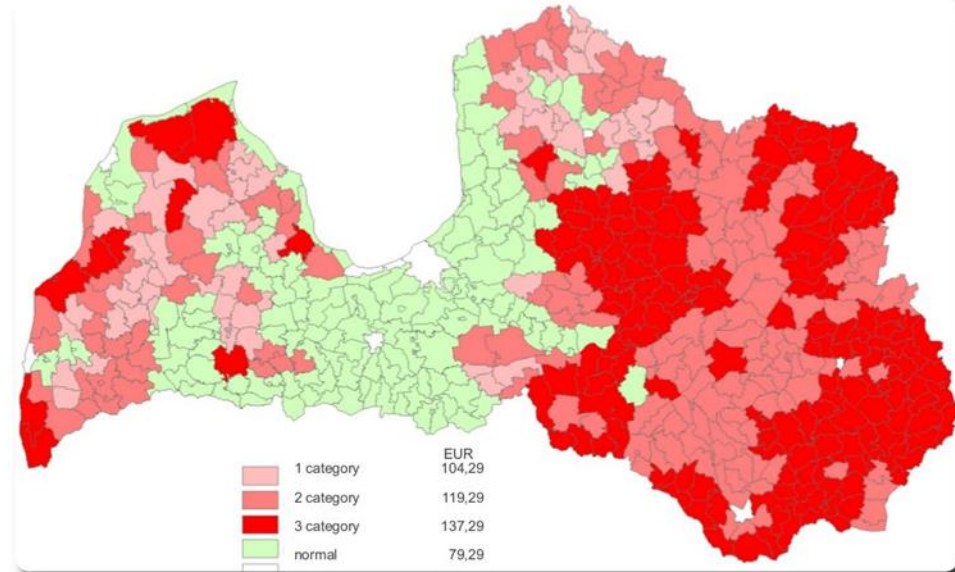 EUR
1 category 104,29
2 category 119,29
3 category 137,29
normal 79,29